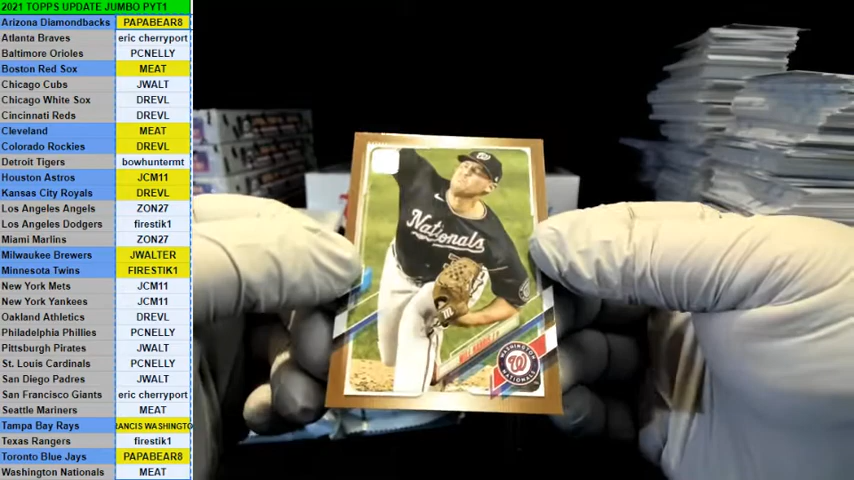 2021 TOPPS UPDATE JUMBO PYT1
Arizona Diamondbacks PAPABEAR8
Atlanta Braves eric cherryport
Baltimore Orioles PCNELLY
Boston Red Sox MEAT
Chicago Cubs JWALT
Chicago White Sox DREVL
Cincinnati Reds DREVL
Cleveland MEAT
Colorado Rockies DREVL
Detroit Tigers bowhuntermt
Houston Astros JCM11
Kansas City Royals DREVL
Los Angeles Angels ZON27
Los Angeles Dodgers firestik1
Miami Marlins ZON27
Milwaukee Brewers JWALTER
Minnesota Twins FIRESTIK1
New York Mets JCM11
New York Yankees JCM11
Oakland Athletics DREVL
Philadelphia Phillies PCNELLY
Pittsburgh Pirates JWALT
St. Louis Cardinals PCNELLY
San Diego Padres JWALT
San Francisco Giants eric cherryport
Seattle Mariners MEAT
Tampa Bay Rays RANCIS WASHINGTO
Texas Rangers firestik1
Toronto Blue Jays PAPABEAR8
Washington Nationals MEAT
W
Nationals
WASHINGTON
W
NATIONALS